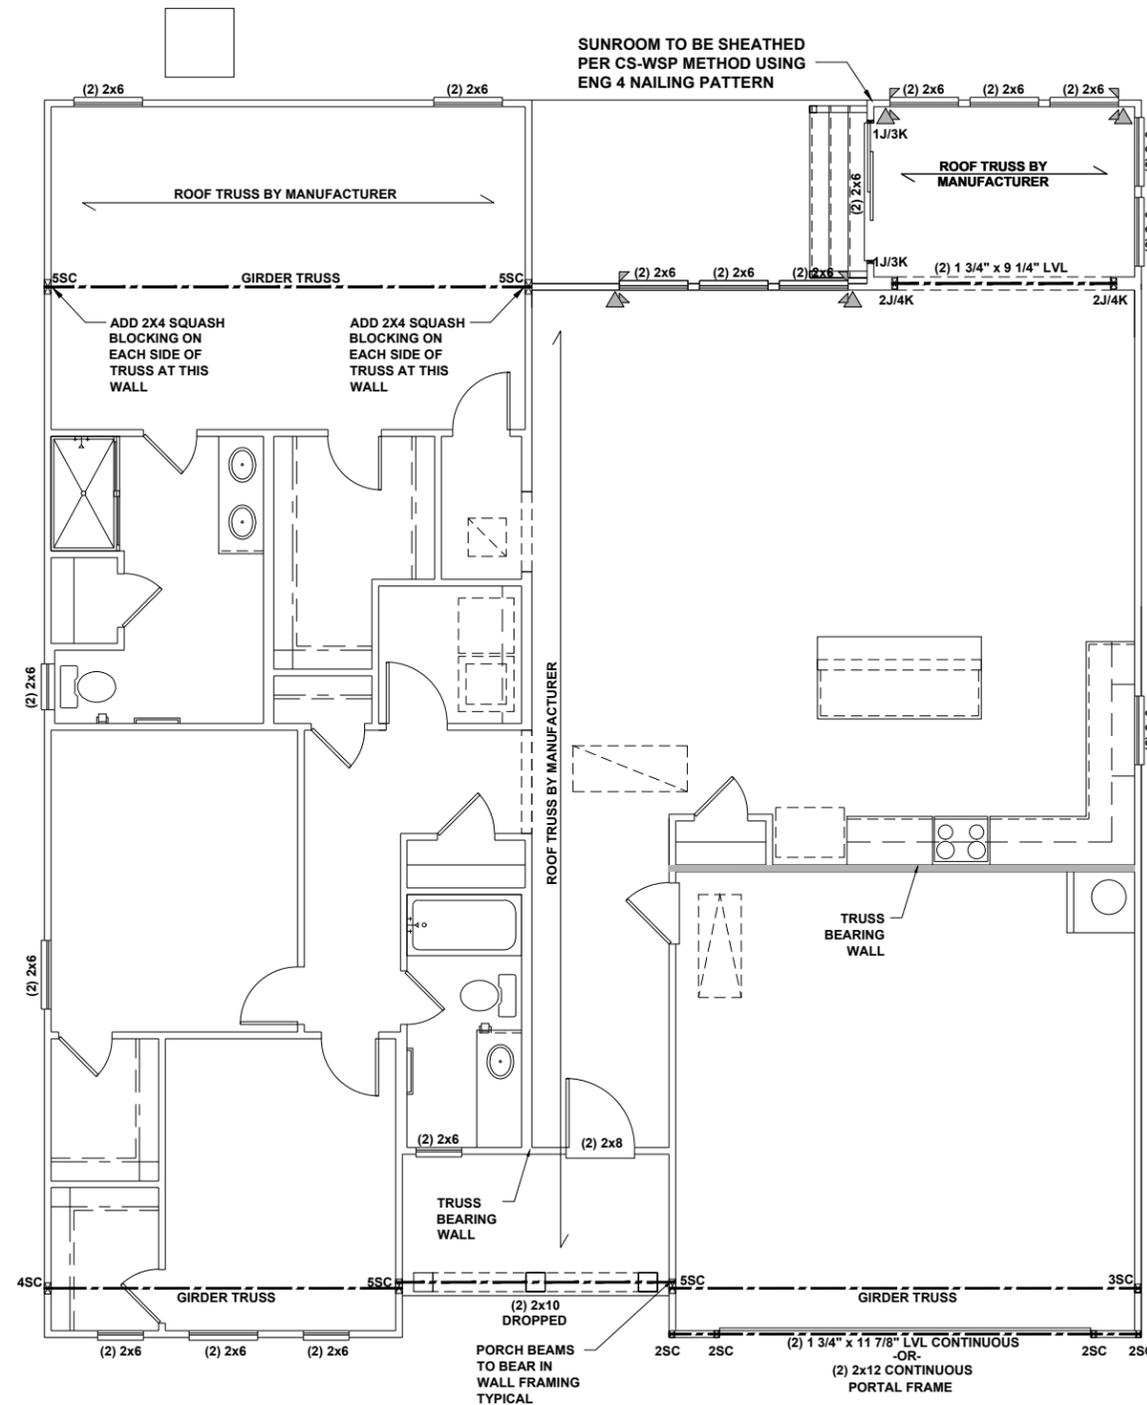 SUNROOM TO BE SHEATHED
PER CS-WSP METHOD USING
ENG 4 NAILING PATTERN
(2) 2x6
(2) 2x6
(2) 2x6
(2) 2x6
(2) 2x6
1J/3K
ROOF TRUSS BY
MANUFACTURER
ROOF TRUSS BY MANUFACTURER
(2) 2x6
1J/3K
5SC
GIRDER TRUSS
5SC
(2) 2x6
(2) 2x6
(2) 2x6
(2) 1 3/4" x 9 1/4" LVL
2J/4K
2J/4K
ADD 2X4 SQUASH
BLOCKING ON
EACH SIDE OF
TRUSS AT THIS
WALL
ADD 2X4 SQUASH
BLOCKING ON
EACH SIDE OF
TRUSS AT THIS
WALL
(2) 2x6
ROOF TRUSS BY MANUFACTURER
TRUSS
BEARING
WALL
(2) 2x6
(2) 2x6
(2) 2x8
TRUSS
BEARING
WALL
4SC
GIRDER TRUSS
5SC
5SC
GIRDER TRUSS
3SC
(2) 2x10
DROPPED
(2) 2x6
(2) 2x6
(2) 2x6
PORCH BEAMS
TO BEAR IN
WALL FRAMING
TYPICAL
2SC
2SC
(2) 1 3/4" x 11 7/8" LVL CONTINUOUS
-OR-
(2) 2x12 CONTINUOUS
PORTAL FRAME
2SC